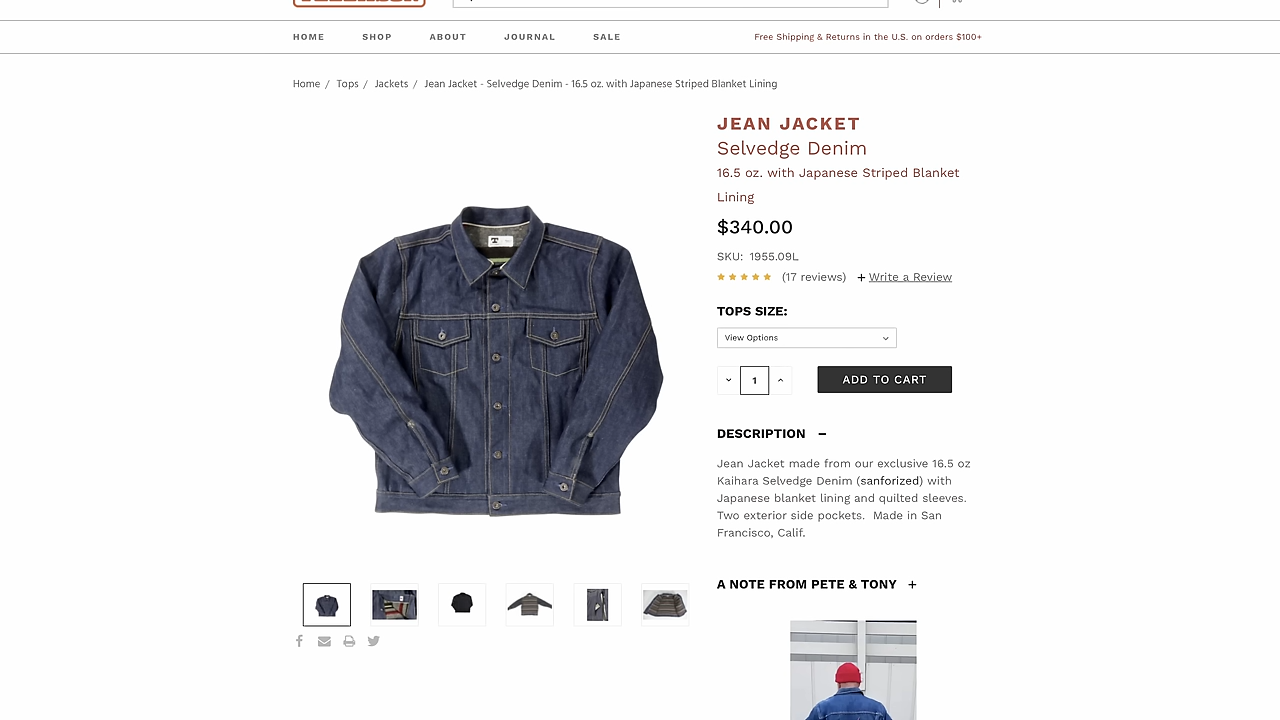 HOME SHOP ABOUT JOURNAL SALE Free Shipping & Returns in the U.S. on orders $100+
Home / Tops / Jackets / Jean Jacket - Selvedge Denim - 16.5 oz. with Japanese Striped Blanket Lining
JEAN JACKET
Selvedge Denim
16.5 oz. with Japanese Striped Blanket
Lining
$340.00
SKU: 1955.09L
(17 reviews) + Write a Review
TOPS SIZE:
View Options
1 ADD TO CART
DESCRIPTION −
Jean Jacket made from our exclusive 16.5 oz
Kaihara Selvedge Denim (sanforized) with
Japanese blanket lining and quilted sleeves.
Two exterior side pockets. Made in San
Francisco, Calif.
A NOTE FROM PETE & TONY +